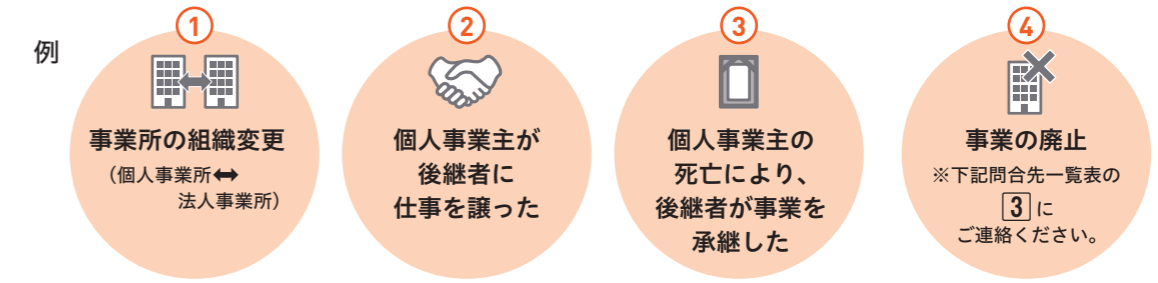 例
1
事業所の組織変更
（個人事業所⬌
法人事業所）
2
個人事業主が
後継者に
仕事を譲った
3
個人事業主の
死亡により、
後継者が事業を
承継した
4
事業の廃止
※下記問合先一覧表の
3に
ご連絡ください。